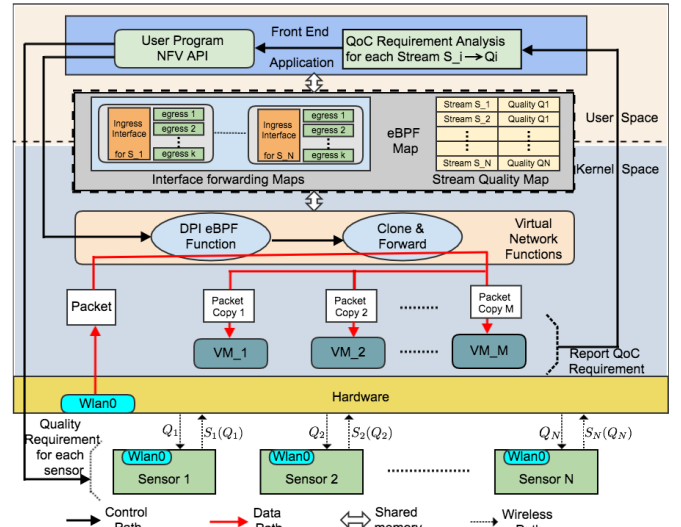 User Program
NFV API
Front End
Application
QoC Requirement Analysis
for each Stream S_i → Qi
Ingress
Interface
for S_1
egress 1
egress 2
egress k
Ingress
Interface
for S_N
egress 1
egress 2
egress k
Interface forwarding Maps
eBPF
Map
Stream S_1 Quality Q1
Stream S_2 Quality Q1
Stream S_N Quality QN
Stream Quality Map
User Space
Kernel Space
DPI eBPF
Function
Clone &
Forward
Virtual
Network
Functions
Packet
Packet
Copy 1
Packet
Copy 2
Packet
Copy M
VM_1
VM_2
VM_M
Report QoC
Requirement
Wlan0
Hardware
Quality
Requirement
for each
sensor
Q1
S1(Q1)
Q2
S2(Q2)
QN
SN(QN)
Wlan0
Sensor 1
Wlan0
Sensor 2
Wlan0
Sensor N
Control
Path
Data
Path
Shared
memory
Wireless